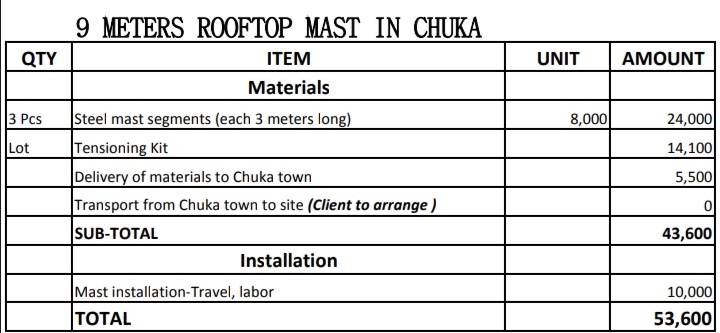 9 METERS ROOFTOP MAST IN CHUKA
QTY ITEM UNIT AMOUNT
Materials
3 Pcs Steel mast segments (each 3 meters long) 8,000 24,000
Lot Tensioning Kit 14,100
Delivery of materials to Chuka town 5,500
Transport from Chuka town to site (Client to arrange ) 0
SUB-TOTAL 43,600
Installation
Mast installation-Travel, labor 10,000
TOTAL 53,600